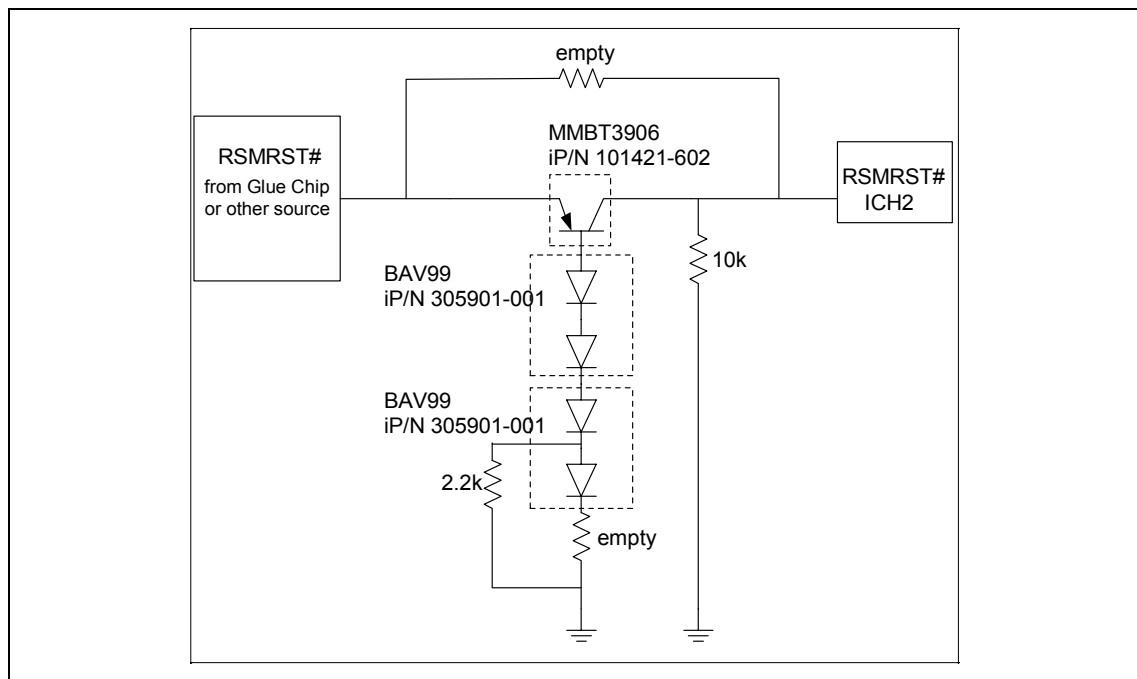 empty
MMBT3906
iP/N 101421-602
RSMRST#
from Glue Chip
or other source
RSMRST#
ICH2
10k
BAV99
iP/N 305901-001
BAV99
iP/N 305901-001
2.2k
empty